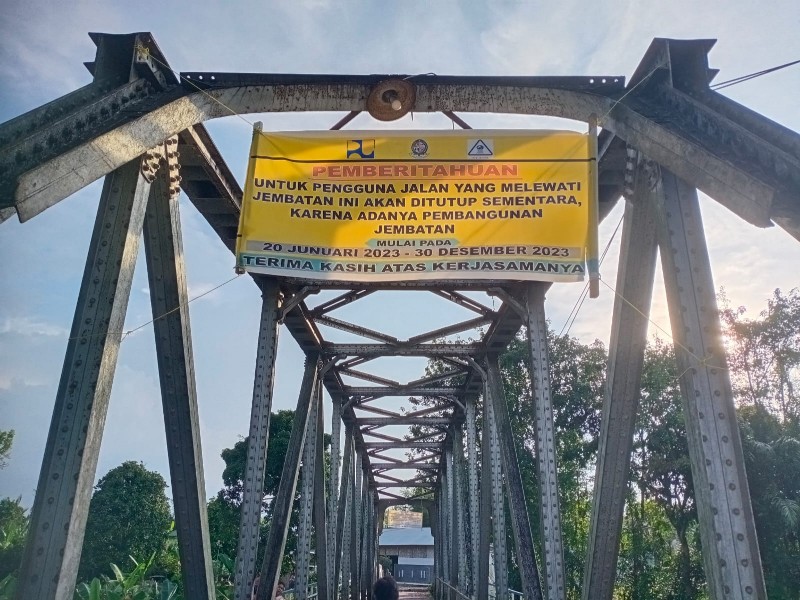 PEMBERITAHUAN
UNTUK PENGGUNA JALAN YANG MELEWATI
JEMBATAN INI AKAN DITUTUP SEMENTARA,
KARENA ADANYA PEMBANGUNAN
JEMBATAN
MULAI PADA
20 JUNUARI 2023 - 30 DESEMBER 2023
TERIMA KASIH ATAS KERJASAMANYA